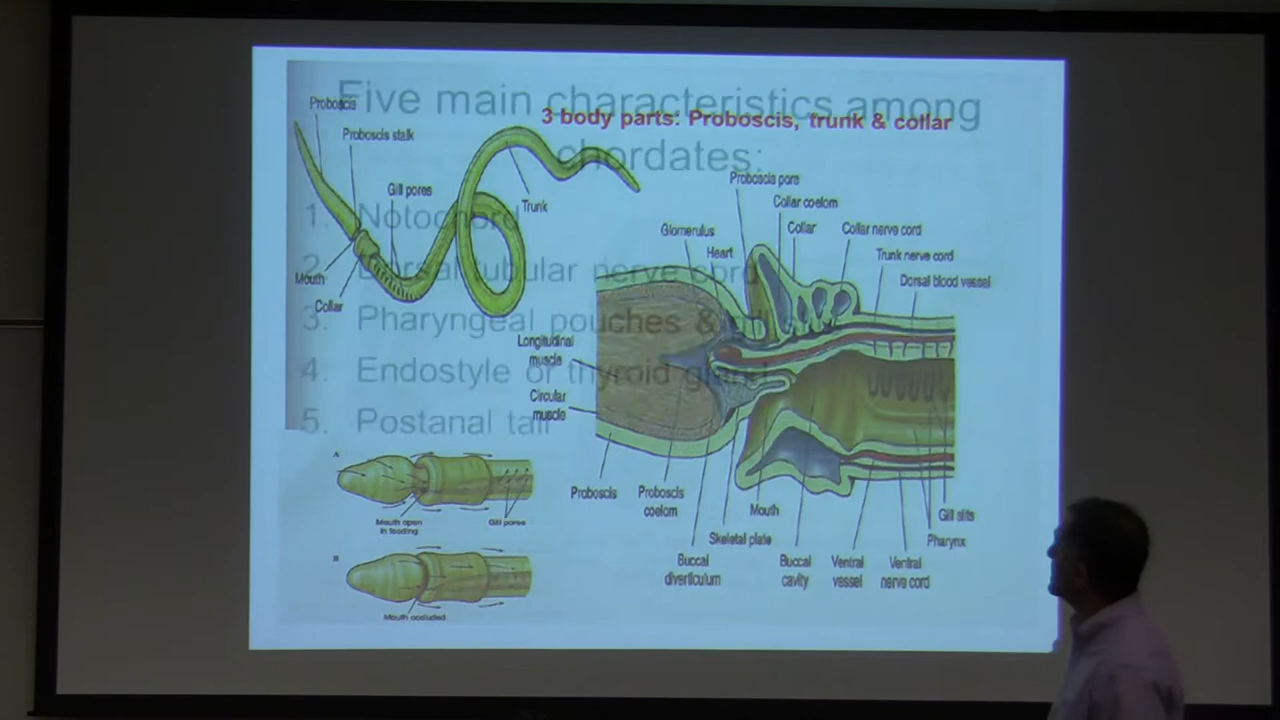 Five main characteristics among
chordates:
1. Notochord
2. Dorsal tubular nerve cord
3. Pharyngeal pouches &
4. Endostyle or thyroid gland
5. Postanal tail
3 body parts: Proboscis, trunk & collar
Proboscis
Proboscis stalk
Gill pores
Trunk
Mouth
Collar
Proboscis pore
Collar coelom
Glomerulus
Collar
Collar nerve cord
Heart
Trunk nerve cord
Dorsal blood vessel
Longitudinal
muscle
Circular
muscle
Proboscis
Proboscis
coelom
Mouth
Gill slits
Skeletal plate
Pharynx
Buccal
diverticulum
Buccal
cavity
Ventral
vessel
Ventral
nerve cord
A
Mouth open
in feeding
Gill pores
B
Mouth occluded